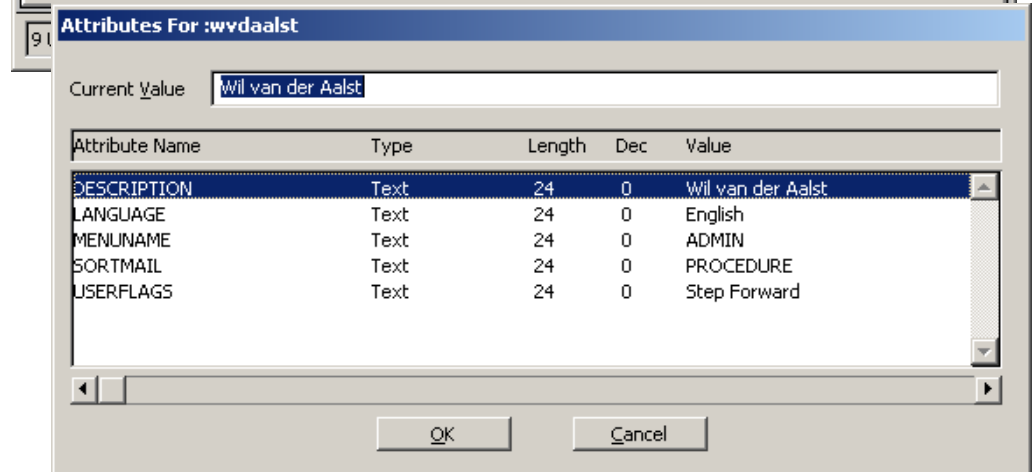 Attributes For :wvdaalst
Current Value Wil van der Aalst
Attribute Name Type Length Dec Value
DESCRIPTION Text 24 0 Wil van der Aalst
LANGUAGE Text 24 0 English
MENUNAME Text 24 0 ADMIN
SORTMAIL Text 24 0 PROCEDURE
USERFLAGS Text 24 0 Step Forward
OK Cancel